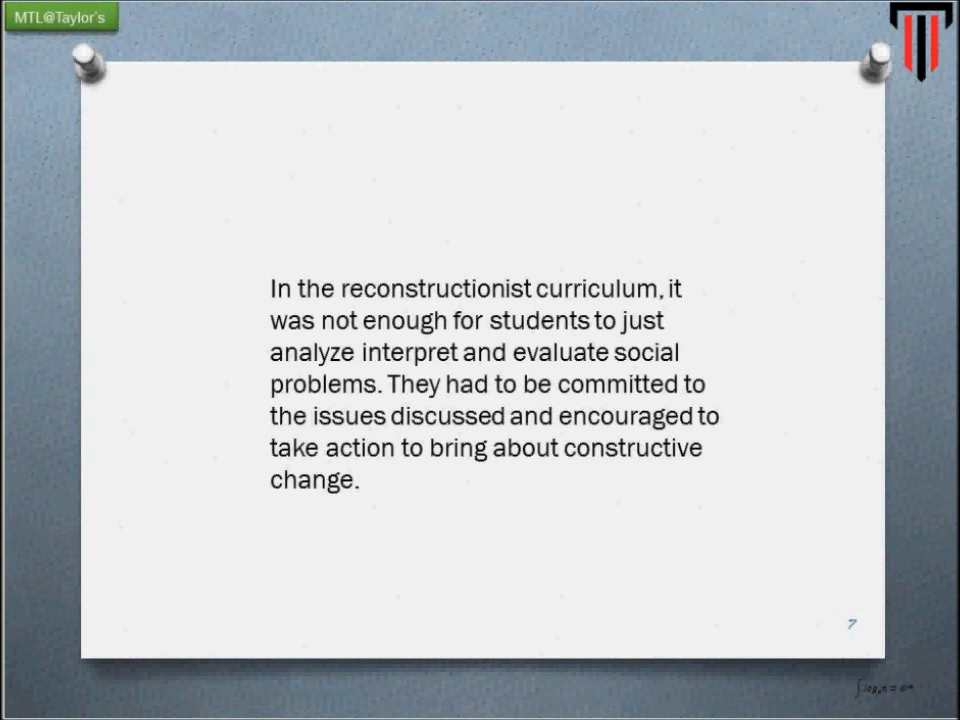 MTL@Taylor's
In the reconstructionist curriculum, it
was not enough for students to just
analyze interpret and evaluate social
problems. They had to be committed to
the issues discussed and encouraged to
take action to bring about constructive
change.
7